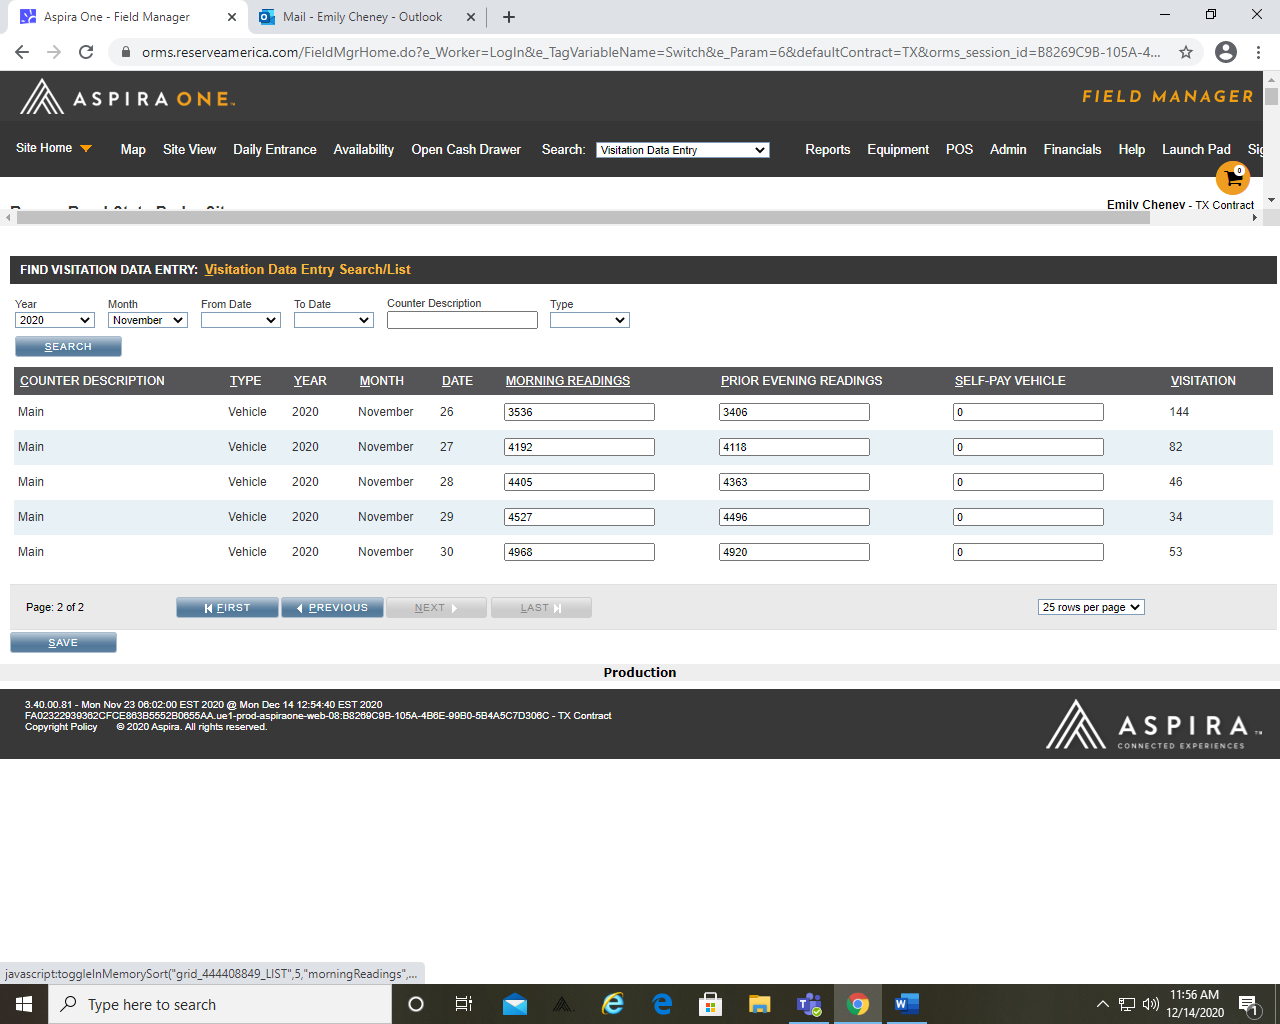 Aspira One - Field Manager
Mail - Emily Cheney - Outlook
orms.reserveamerica.com/FieldMgrHome.do?e_Worker=LogIn&e_TagVariableName=Switch&e_Param=6&defaultContract=TX&orms_session_id=B8269C9B-105A-4...
ASPIRA ONE™
FIELD MANAGER
Site Home Map Site View Daily Entrance Availability Open Cash Drawer Search: Visitation Data Entry Reports Equipment POS Admin Financials Help Launch Pad Sig
0
Emily Cheney - TX Contract
FIND VISITATION DATA ENTRY: Visitation Data Entry Search/List
Year Month From Date To Date Counter Description Type
2020 November
SEARCH
COUNTER DESCRIPTION TYPE YEAR MONTH DATE MORNING READINGS PRIOR EVENING READINGS SELF-PAY VEHICLE VISITATION
Main Vehicle 2020 November 26 3536 3406 0 144
Main Vehicle 2020 November 27 4192 4118 0 82
Main Vehicle 2020 November 28 4405 4363 0 46
Main Vehicle 2020 November 29 4527 4496 0 34
Main Vehicle 2020 November 30 4968 4920 0 53
Page: 2 of 2 FIRST PREVIOUS NEXT LAST 25 rows per page
SAVE
Production
3.40.00.81 - Mon Nov 23 06:02:00 EST 2020 @ Mon Dec 14 12:54:40 EST 2020
FA02322939362CFCE863B5552B0655AA.ue1-prod-aspiraone-web-08:B8269C9B-105A-4B6E-99B0-5B4A5C7D306C - TX Contract
Copyright Policy © 2020 Aspira. All rights reserved.
ASPIRA™
CONNECTED EXPERIENCES
javascript:toggleInMemorySort("grid_444408849_LIST",5,"morningReadings",...
Type here to search
11:56 AM
12/14/2020
1